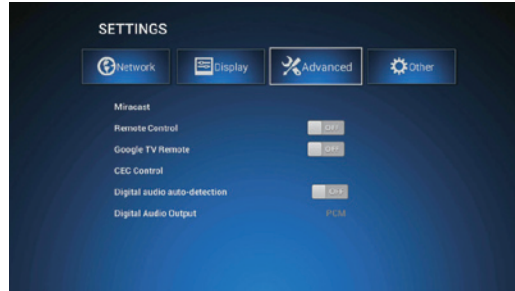 SETTINGS
Network Display Advanced Other
Miracast
Remote Control OFF
Google TV Remote OFF
CEC Control
Digital audio auto-detection OFF
Digital Audio Output PCM